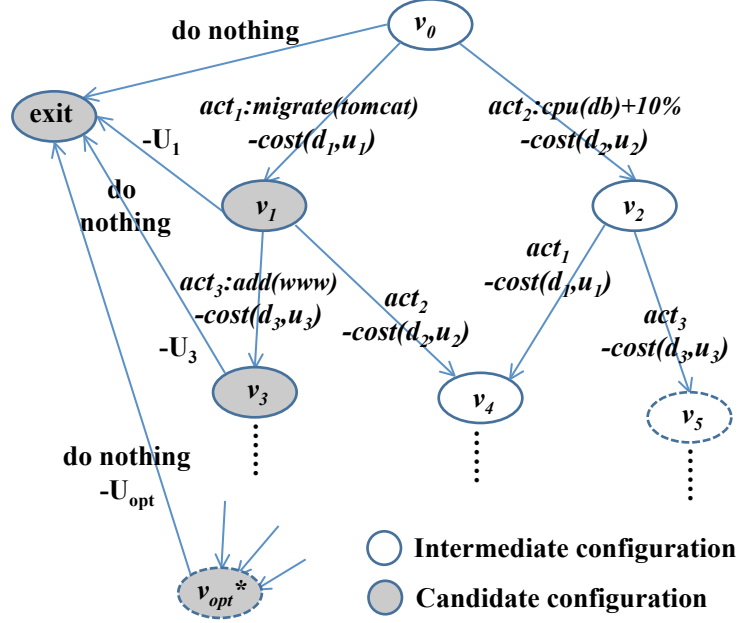 do nothing
v0
exit
act1:migrate(tomcat)
-cost(d1,u1)
act2:cpu(db)+10%
-cost(d2,u2)
-U1
do
nothing
v1
v2
act3:add(www)
-cost(d3,u3)
act2
-cost(d2,u2)
act1
-cost(d1,u1)
act3
-cost(d3,u3)
-U3
v3
v4
v5
do nothing
-Uopt
vopt*
Intermediate configuration
Candidate configuration